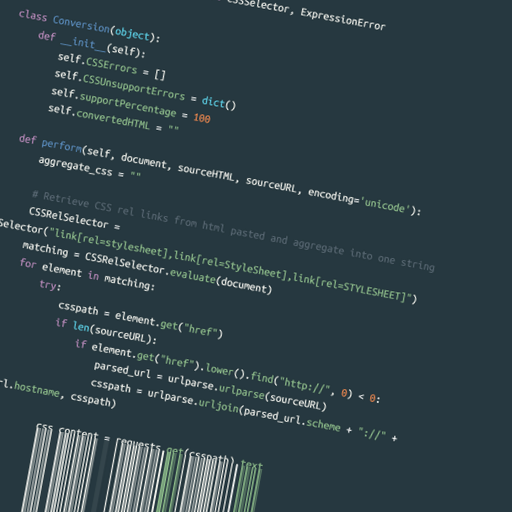 CSSSelector, ExpressionError
class Conversion(object):
def __init__(self):
self.CSSErrors = []
self.CSSUnsupportErrors = dict()
self.supportPercentage = 100
self.convertedHTML = ""
def perform(self, document, sourceHTML, sourceURL, encoding='unicode'):
aggregate_css = ""
# Retrieve CSS rel links from html pasted and aggregate into one string
CSSRelSelector =
Selector("link[rel=stylesheet],link[rel=StyleSheet],link[rel=STYLESHEET]")
matching = CSSRelSelector.evaluate(document)
for element in matching:
try:
csspath = element.get("href")
if len(sourceURL):
if element.get("href").lower().find("http://", 0) < 0:
parsed_url = urlparse.urlparse(sourceURL)
csspath = urlparse.urljoin(parsed_url.scheme + "://" +
rl.hostname, csspath)
css_content = requests.get(csspath).text